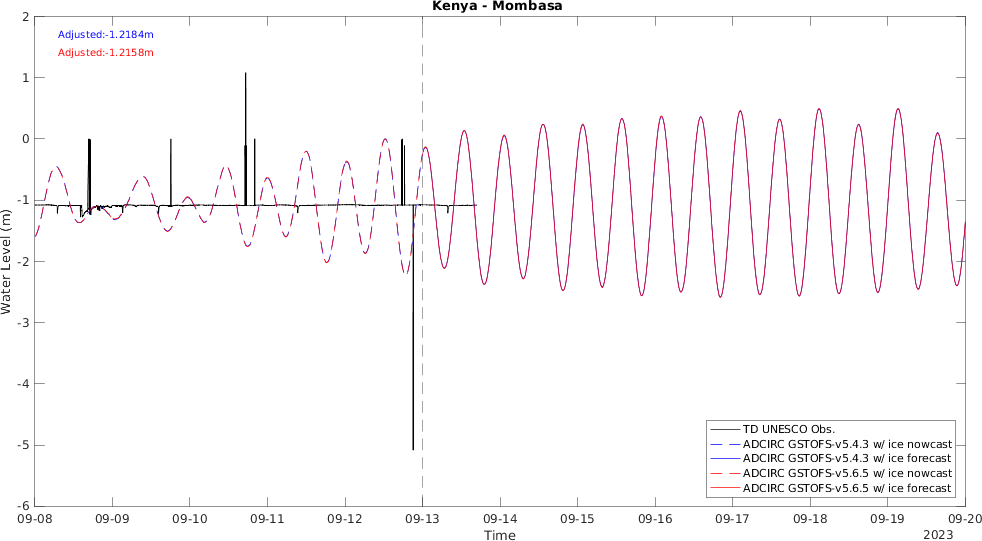 Kenya - Mombasa
Adjusted:-1.2184m
Adjusted:-1.2158m
2
1
0
-1
-2
-3
-4
-5
-6
Water Level (m)
TD UNESCO Obs.
ADCIRC GSTOFS-v5.4.3 w/ ice nowcast
ADCIRC GSTOFS-v5.4.3 w/ ice forecast
ADCIRC GSTOFS-v5.6.5 w/ ice nowcast
ADCIRC GSTOFS-v5.6.5 w/ ice forecast
09-08 09-09 09-10 09-11 09-12 09-13 09-14 09-15 09-16 09-17 09-18 09-19 09-20
Time
2023